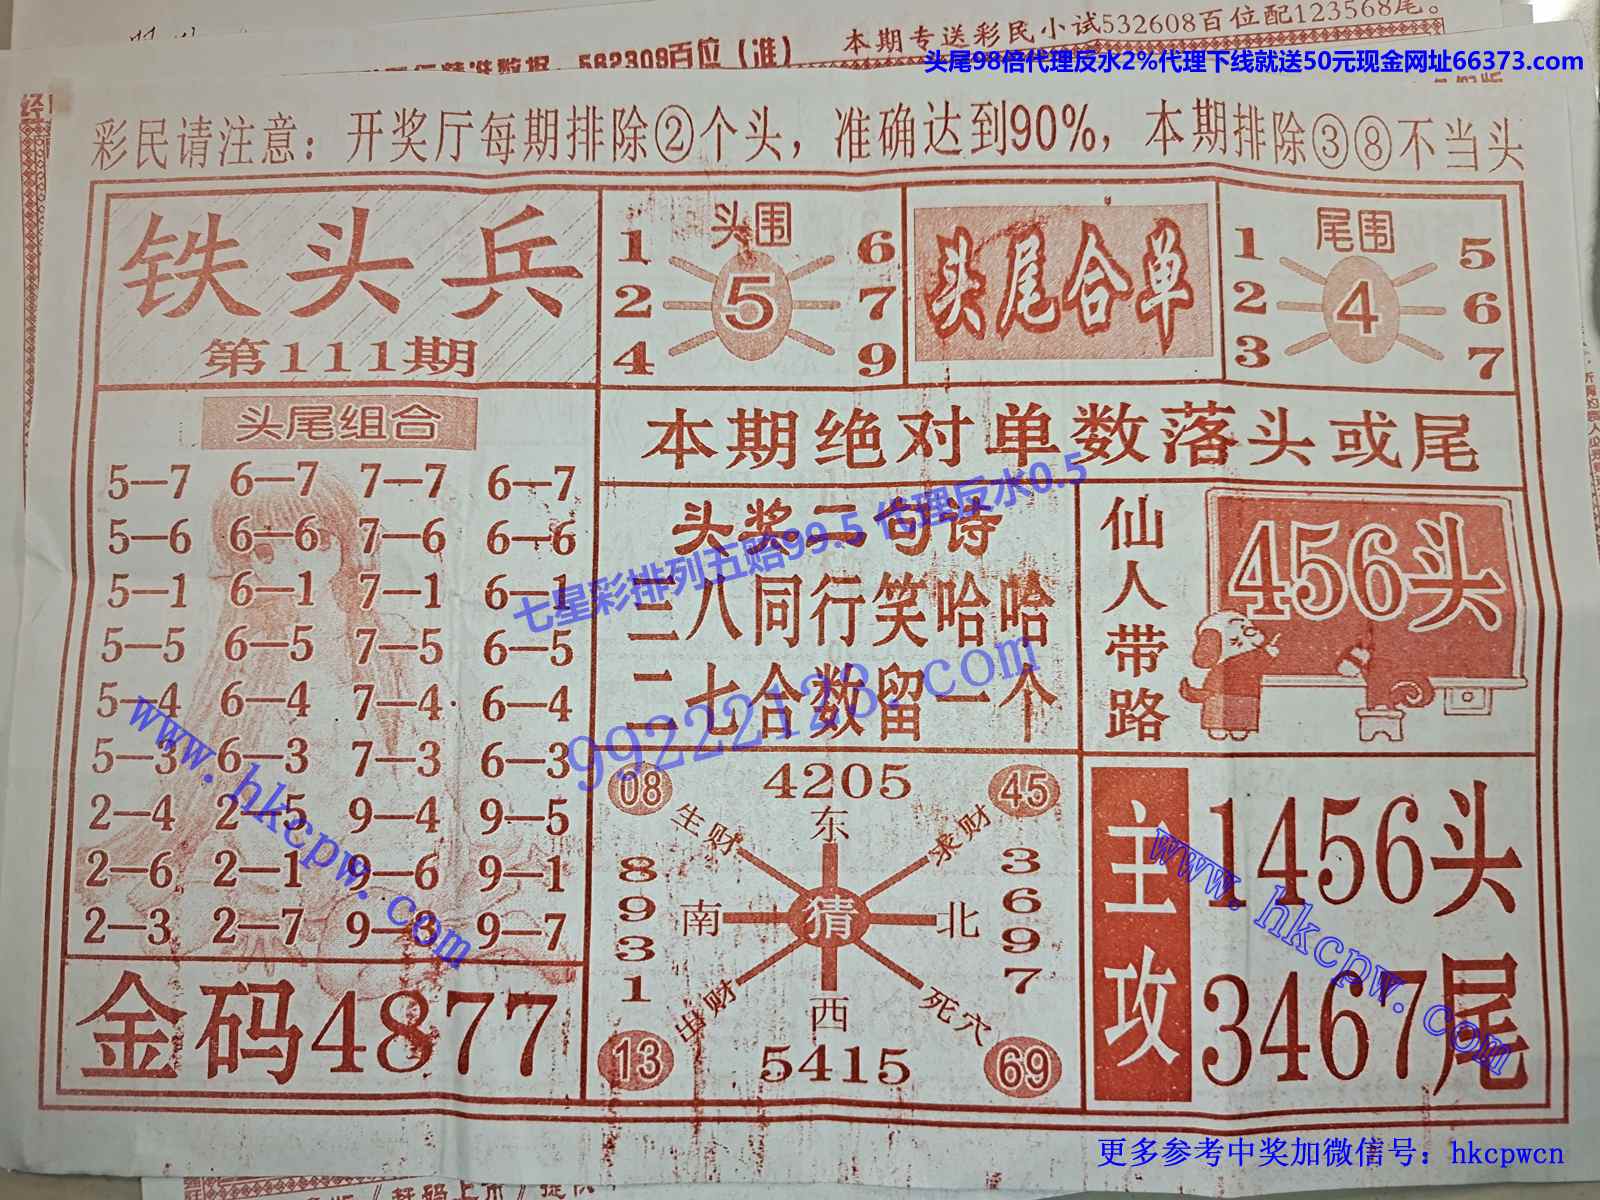 本期专送彩民小试532608百位配123568尾。
582309百位（准）
头尾98倍代理反水2%代理下线就送50元现金网址66373.com
彩民请注意：开奖厅每期排除②个头，准确达到90%，本期排除③⑧不当头
铁头兵
第111期
头围
1 6
2 5 7
4 9
头尾合单
尾围
1 5
2 4 6
3 7
头尾组合
5—7 6—7 7—7 6—7
5—6 6—6 7—6 6—6
5—1 6—1 7—1 6—1
5—5 6—5 7—5 6—5
5—4 6—4 7—4 6—4
5—3 6—3 7—3 6—3
2—4 2—5 9—4 9—5
2—6 2—1 9—6 9—1
2—3 2—7 9—3 9—7
金码4877
本期绝对单数落头或尾
头奖二句诗
三八同行笑哈哈
二七合数留一个
七星彩排列五赔99.5 代理反水0.5
99222128.com
仙人带路
456头
08 4205 45
生财 东 求财
8931
南 猜 北
3697
出财 西 死穴
13 5415 69
主攻
1456头
3467尾
www.hkcpw.com
www.hkcpw.com
更多参考中奖加微信号：hkcpwcn